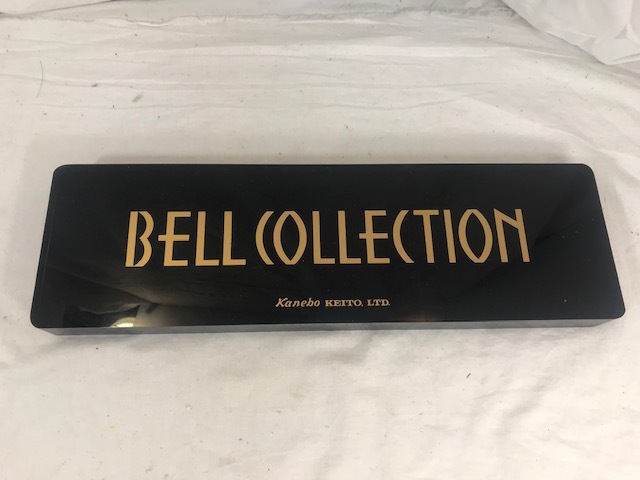 BELL COLLECTION
Kanebo KEITO, LTD.